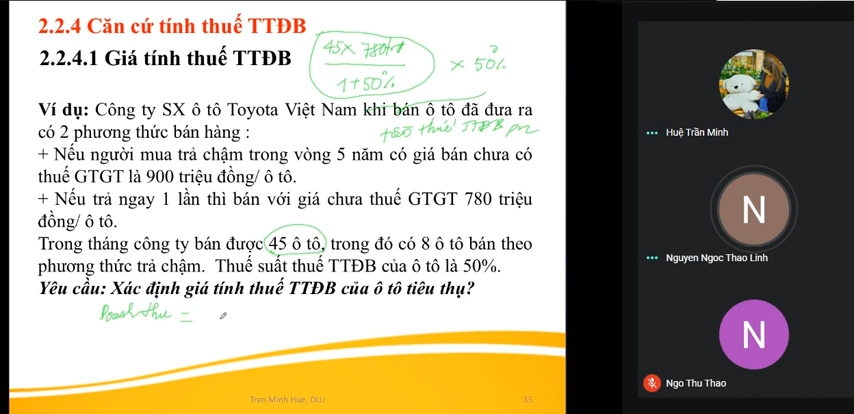 2.2.4 Căn cứ tính thuế TTĐB
2.2.4.1 Giá tính thuế TTĐB
45 x 780tr
1+50%
x 50%
Ví dụ: Công ty SX ô tô Toyota Việt Nam khi bán ô tô đã đưa ra
có 2 phương thức bán hàng :
thuế TTĐB
+ Nếu người mua trả chậm trong vòng 5 năm có giá bán chưa có
thuế GTGT là 900 triệu đồng/ ô tô.
+ Nếu trả ngay 1 lần thì bán với giá chưa thuế GTGT 780 triệu
đồng/ ô tô.
Trong tháng công ty bán được 45 ô tô, trong đó có 8 ô tô bán theo
phương thức trả chậm. Thuế suất thuế TTĐB của ô tô là 50%.
Yêu cầu: Xác định giá tính thuế TTĐB của ô tô tiêu thụ?
Doanh thu =
Tran Minh Hue, DLU
35
Huệ Trần Minh
N
Nguyen Ngoc Thao Linh
N
Ngo Thu Thao